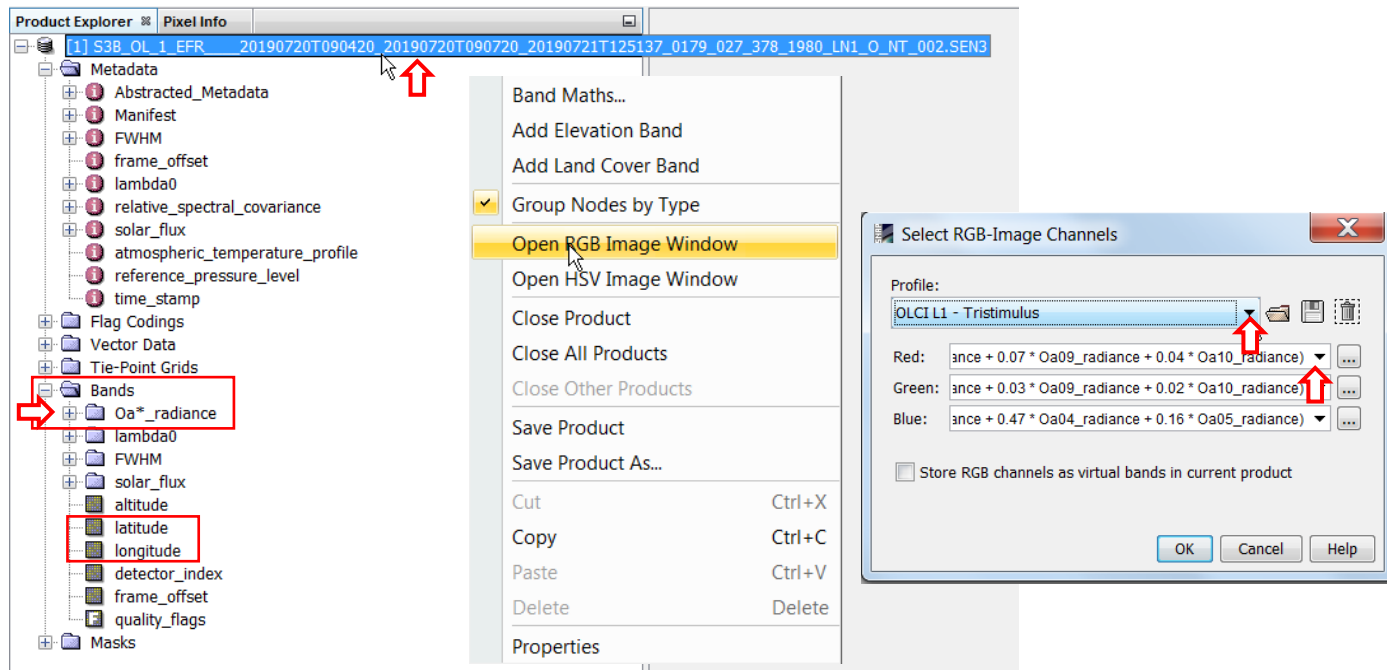 Product Explorer
Pixel Info
[1] S3B_OL_1_EFR____20190720T090420_20190720T090720_20190721T125137_0179_027_378_1980_LN1_O_NT_002.SEN3
Metadata
Abstracted_Metadata
Manifest
FWHM
frame_offset
lambda0
relative_spectral_covariance
solar_flux
atmospheric_temperature_profile
reference_pressure_level
time_stamp
Flag Codings
Vector Data
Tie-Point Grids
Bands
Oa*_radiance
lambda0
FWHM
solar_flux
altitude
latitude
longitude
detector_index
frame_offset
quality_flags
Masks
Band Maths...
Add Elevation Band
Add Land Cover Band
Group Nodes by Type
Open RGB Image Window
Open HSV Image Window
Close Product
Close All Products
Close Other Products
Save Product
Save Product As...
Cut Ctrl+X
Copy Ctrl+C
Paste Ctrl+V
Delete Delete
Properties
Select RGB-Image Channels
Profile:
OLCI L1 - Tristimulus
Red: ance + 0.07 * Oa09_radiance + 0.04 * Oa10_radiance) ...
Green: ance + 0.03 * Oa09_radiance + 0.02 * Oa10_radiance) ...
Blue: ance + 0.47 * Oa04_radiance + 0.16 * Oa05_radiance) ...
Store RGB channels as virtual bands in current product
OK Cancel Help